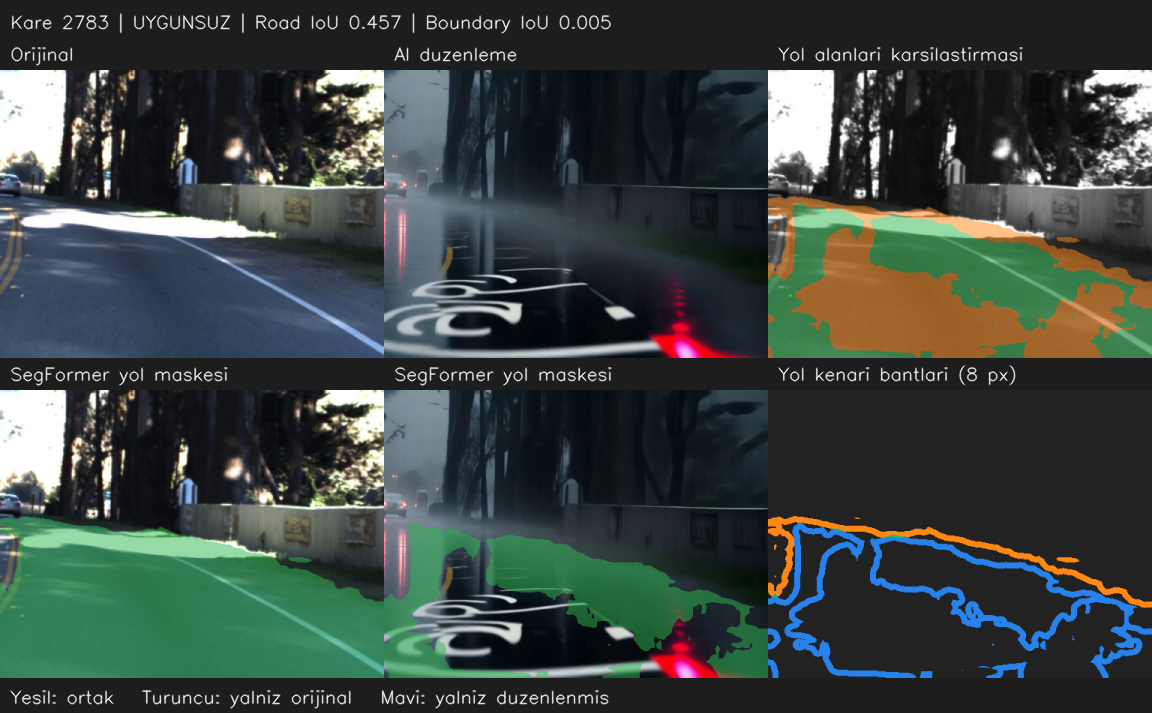 Kare 2783 | UYGUNSUZ | Road IoU 0.457 | Boundary IoU 0.005
Orijinal
AI duzenleme
Yol alanlari karsilastirmasi
SegFormer yol maskesi
SegFormer yol maskesi
Yol kenari bantlari (8 px)
Yesil: ortak Turuncu: yalniz orijinal Mavi: yalniz duzenlenmis